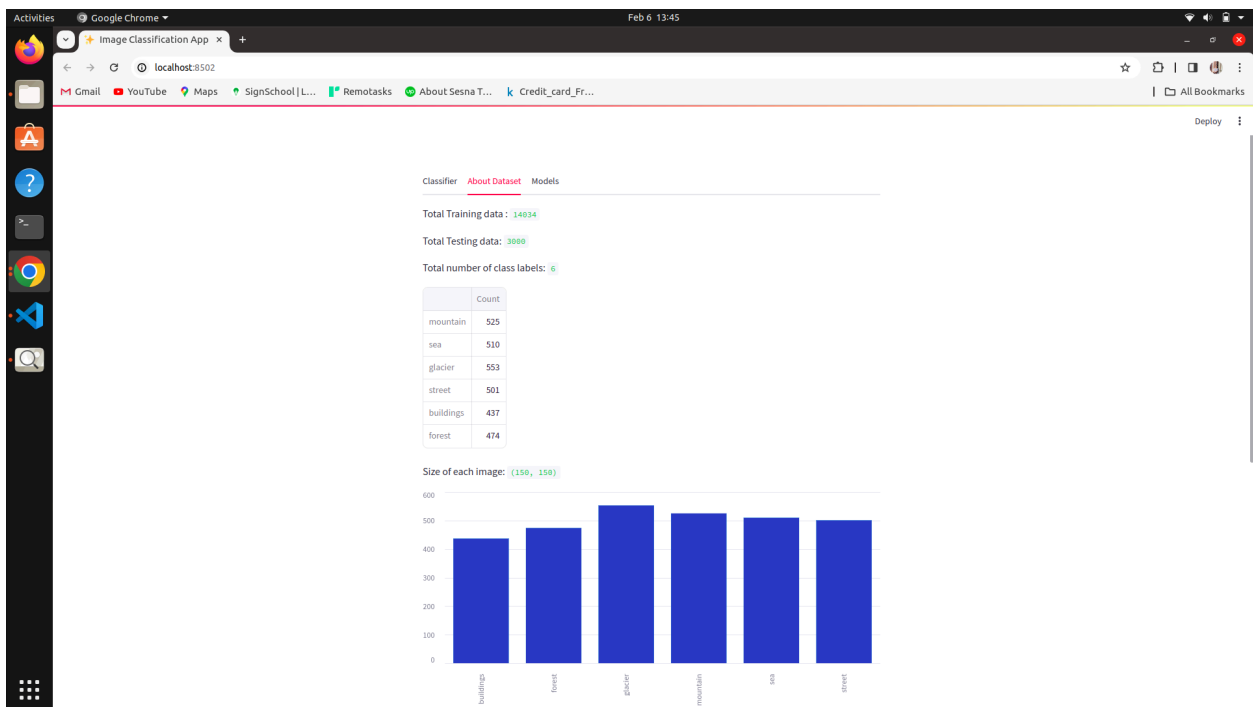 Activities Google Chrome Feb 6 13:45
Image Classification App
localhost:8502
Gmail YouTube Maps SignSchool | L... Remotasks About Sesna T... Credit_card_Fr... All Bookmarks
Deploy
Classifier About Dataset Models
Total Training data : 14034
Total Testing data: 3000
Total number of class labels: 6
Count
mountain 525
sea 510
glacier 553
street 501
buildings 437
forest 474
Size of each image: (150, 150)
600
500
400
300
200
100
0
buildings forest glacier mountain sea street